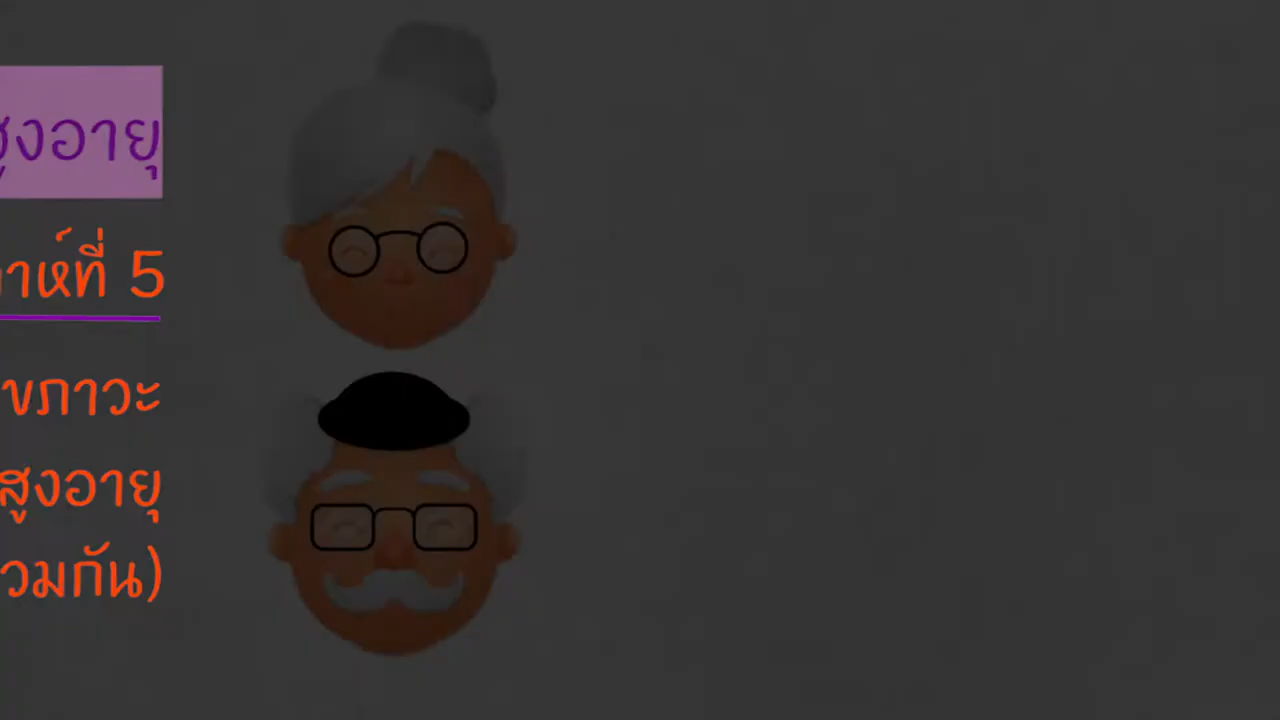 สูงอายุ
าห์ที่ 5
ขภาวะ
สูงอายุ
วมกัน)